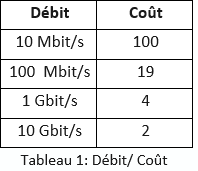 Débit Coût
10 Mbit/s 100
100 Mbit/s 19
1 Gbit/s 4
10 Gbit/s 2
Tableau 1: Débit/ Coût